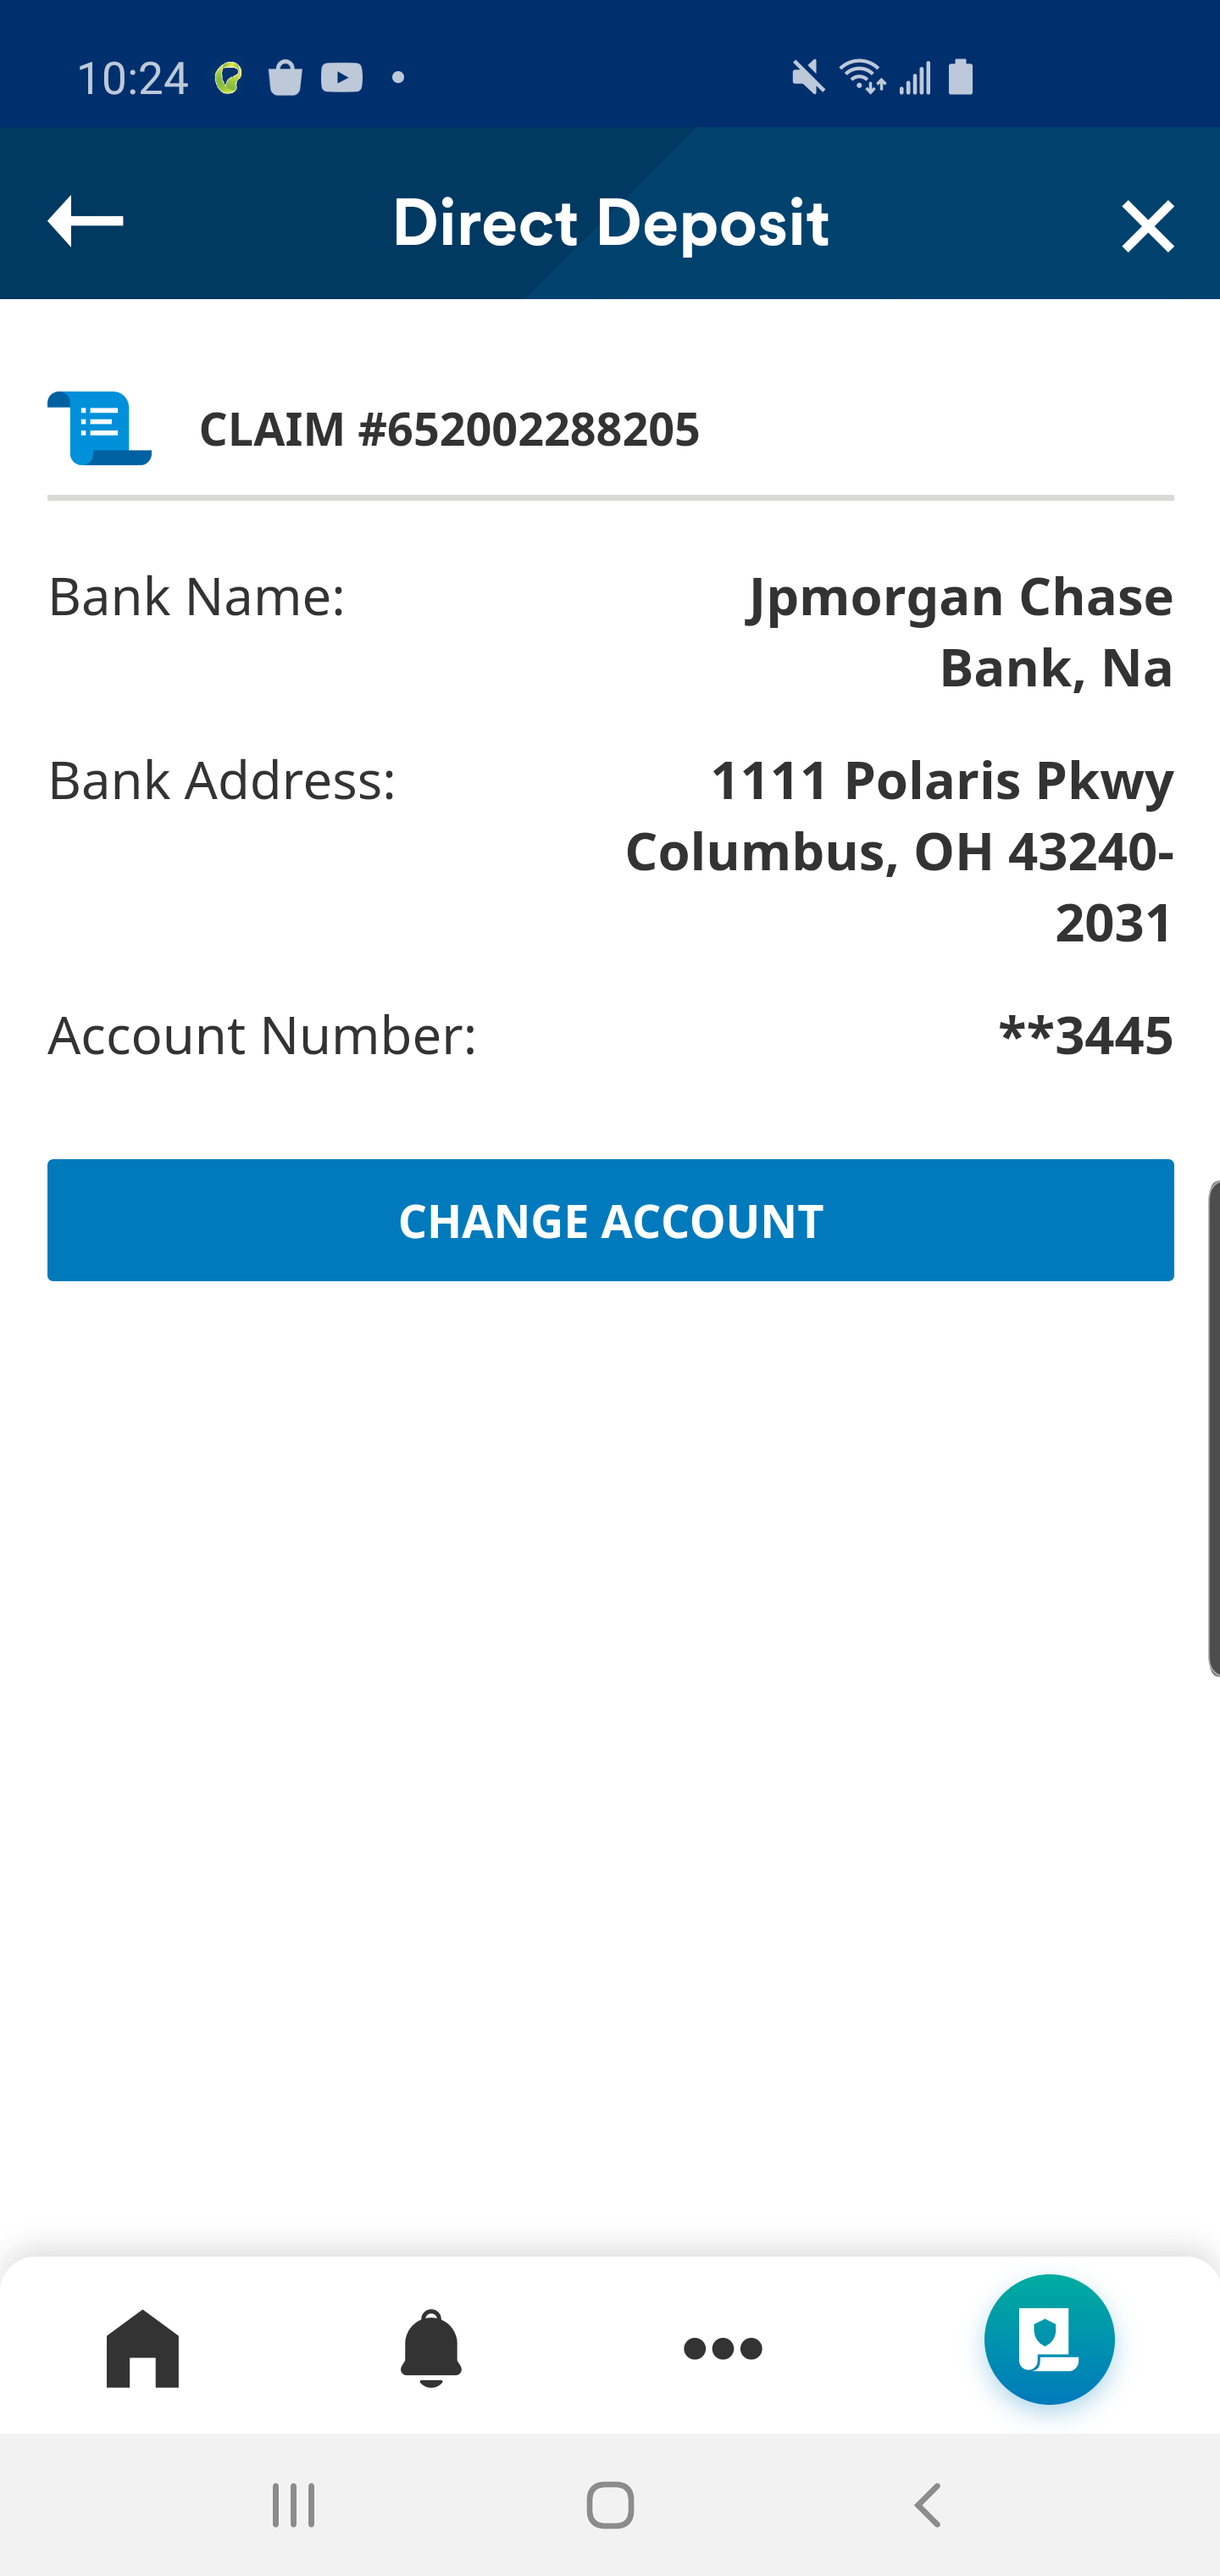 10:24
Direct Deposit
CLAIM #652002288205
Bank Name:
Jpmorgan Chase
Bank, Na
Bank Address:
1111 Polaris Pkwy
Columbus, OH 43240-
2031
Account Number:
**3445
CHANGE ACCOUNT